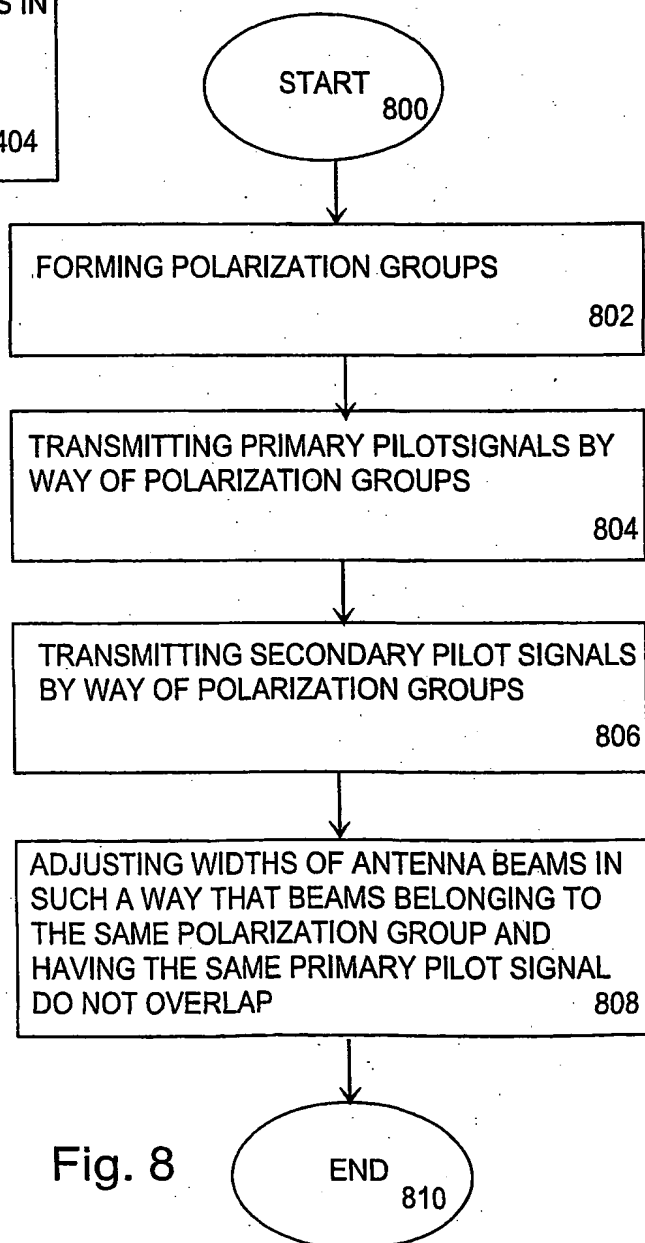 S IN
404
START
800
FORMING POLARIZATION GROUPS
802
TRANSMITTING PRIMARY PILOTSIGNALS BY
WAY OF POLARIZATION GROUPS
804
TRANSMITTING SECONDARY PILOT SIGNALS
BY WAY OF POLARIZATION GROUPS
806
ADJUSTING WIDTHS OF ANTENNA BEAMS IN
SUCH A WAY THAT BEAMS BELONGING TO
THE SAME POLARIZATION GROUP AND
HAVING THE SAME PRIMARY PILOT SIGNAL
DO NOT OVERLAP
808
Fig. 8
END
810